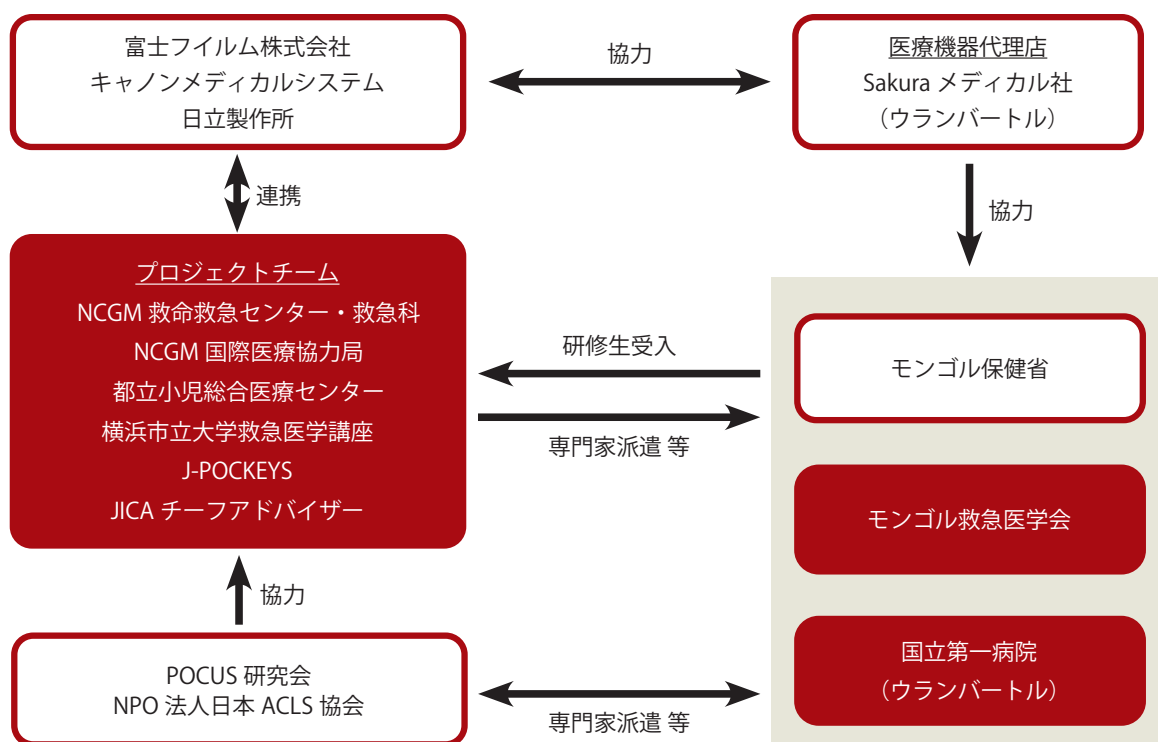 富士フイルム株式会社
キャノンメディカルシステム
日立製作所
協力
医療機器代理店
Sakura メディカル社
（ウランバートル）
連携
協力
プロジェクトチーム
NCGM 救命救急センター・救急科
NCGM 国際医療協力局
都立小児総合医療センター
横浜市立大学救急医学講座
J-POCKEYS
JICA チーフアドバイザー
研修生受入
専門家派遣 等
モンゴル保健省
モンゴル救急医学会
国立第一病院
（ウランバートル）
協力
POCUS 研究会
NPO 法人日本 ACLS 協会
専門家派遣 等